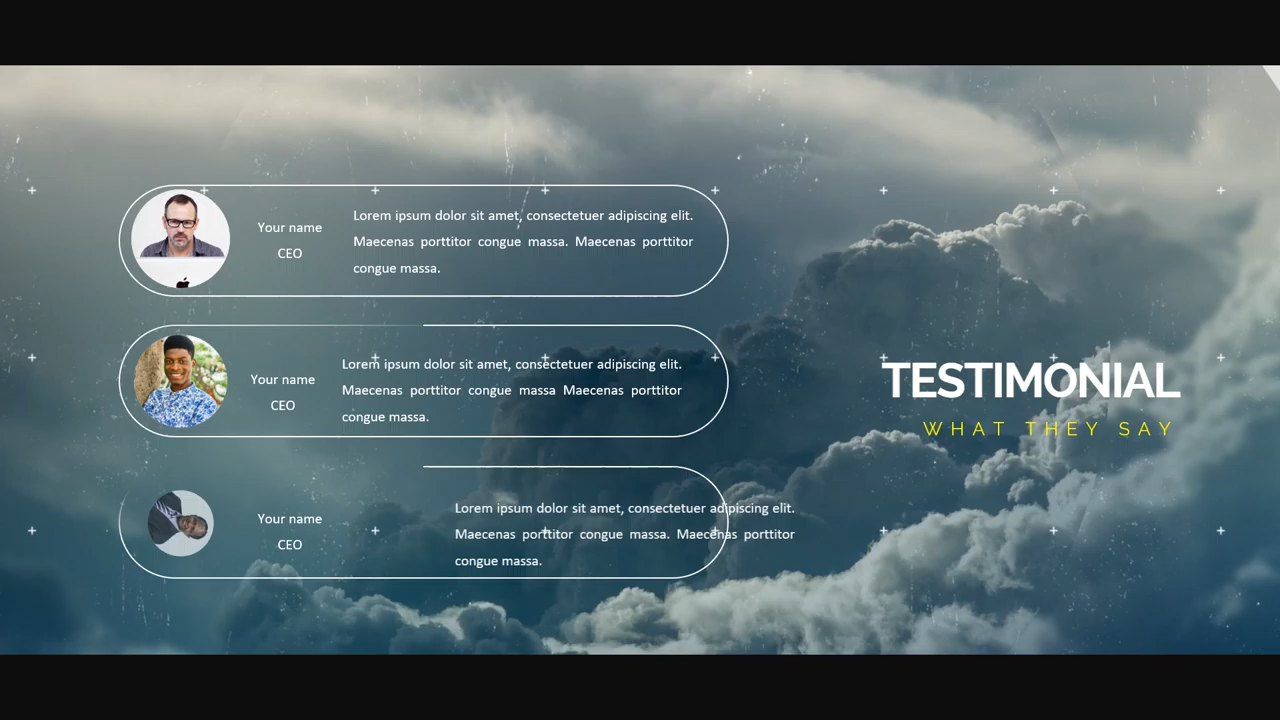 Your name
CEO
Lorem ipsum dolor sit amet, consectetuer adipiscing elit.
Maecenas porttitor congue massa. Maecenas porttitor
congue massa.
Your name
CEO
Lorem ipsum dolor sit amet, consectetuer adipiscing elit.
Maecenas porttitor congue massa Maecenas porttitor
congue massa.
Your name
CEO
Lorem ipsum dolor sit amet, consectetuer adipiscing elit.
Maecenas porttitor congue massa. Maecenas porttitor
congue massa.
TESTIMONIAL
WHAT THEY SAY